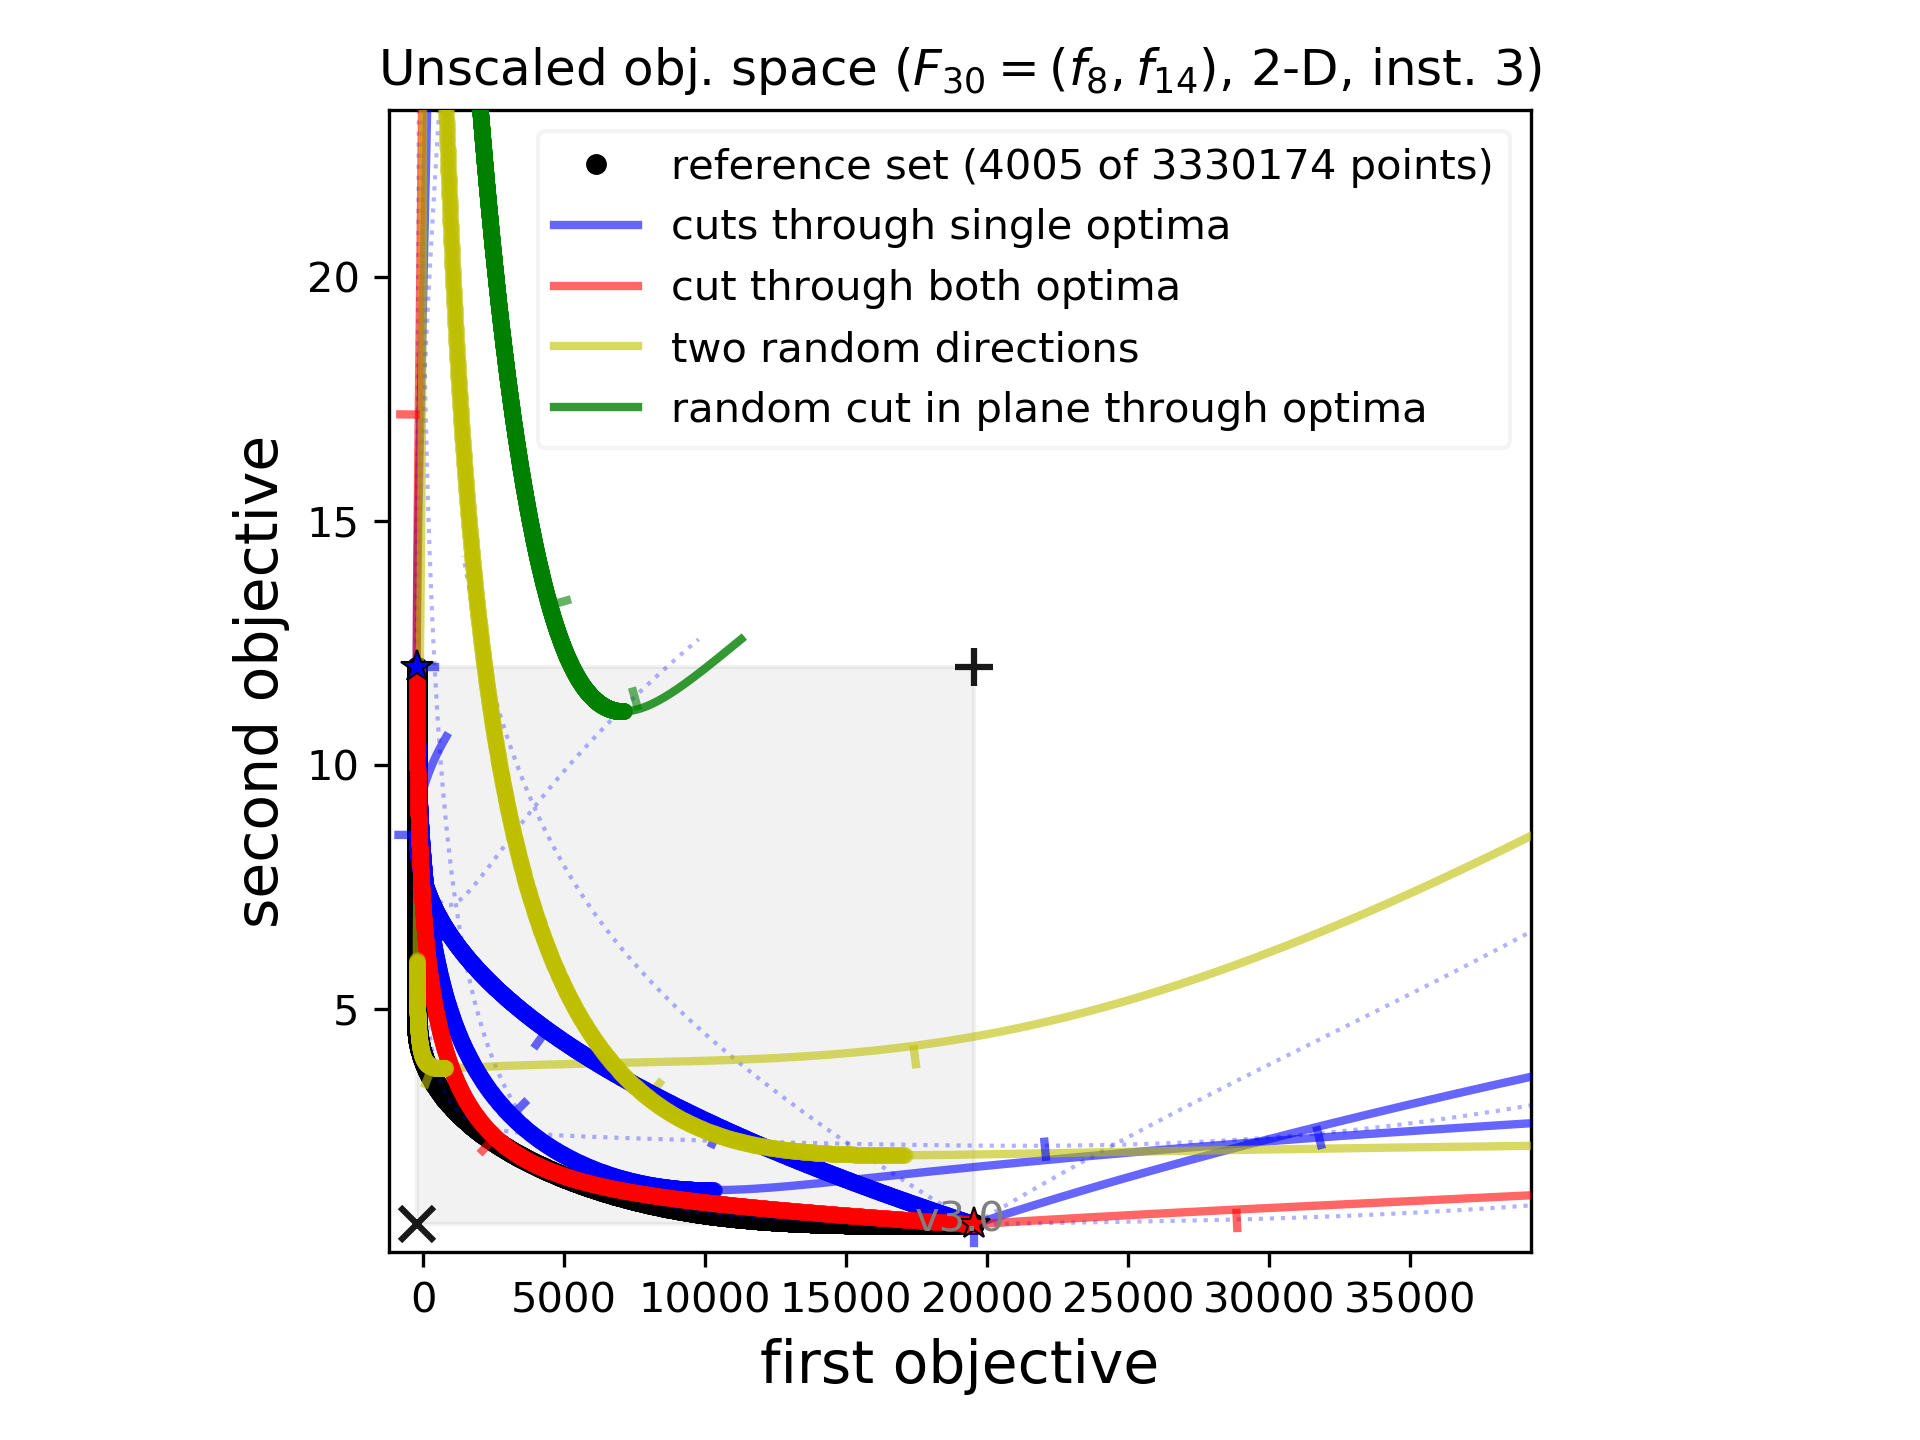 Unscaled obj. space (F30 = (f8, f14), 2-D, inst. 3)
reference set (4005 of 3330174 points)
cuts through single optima
cut through both optima
two random directions
random cut in plane through optima
second objective
20
15
10
5
v3.0
0 5000 10000 15000 20000 25000 30000 35000
first objective